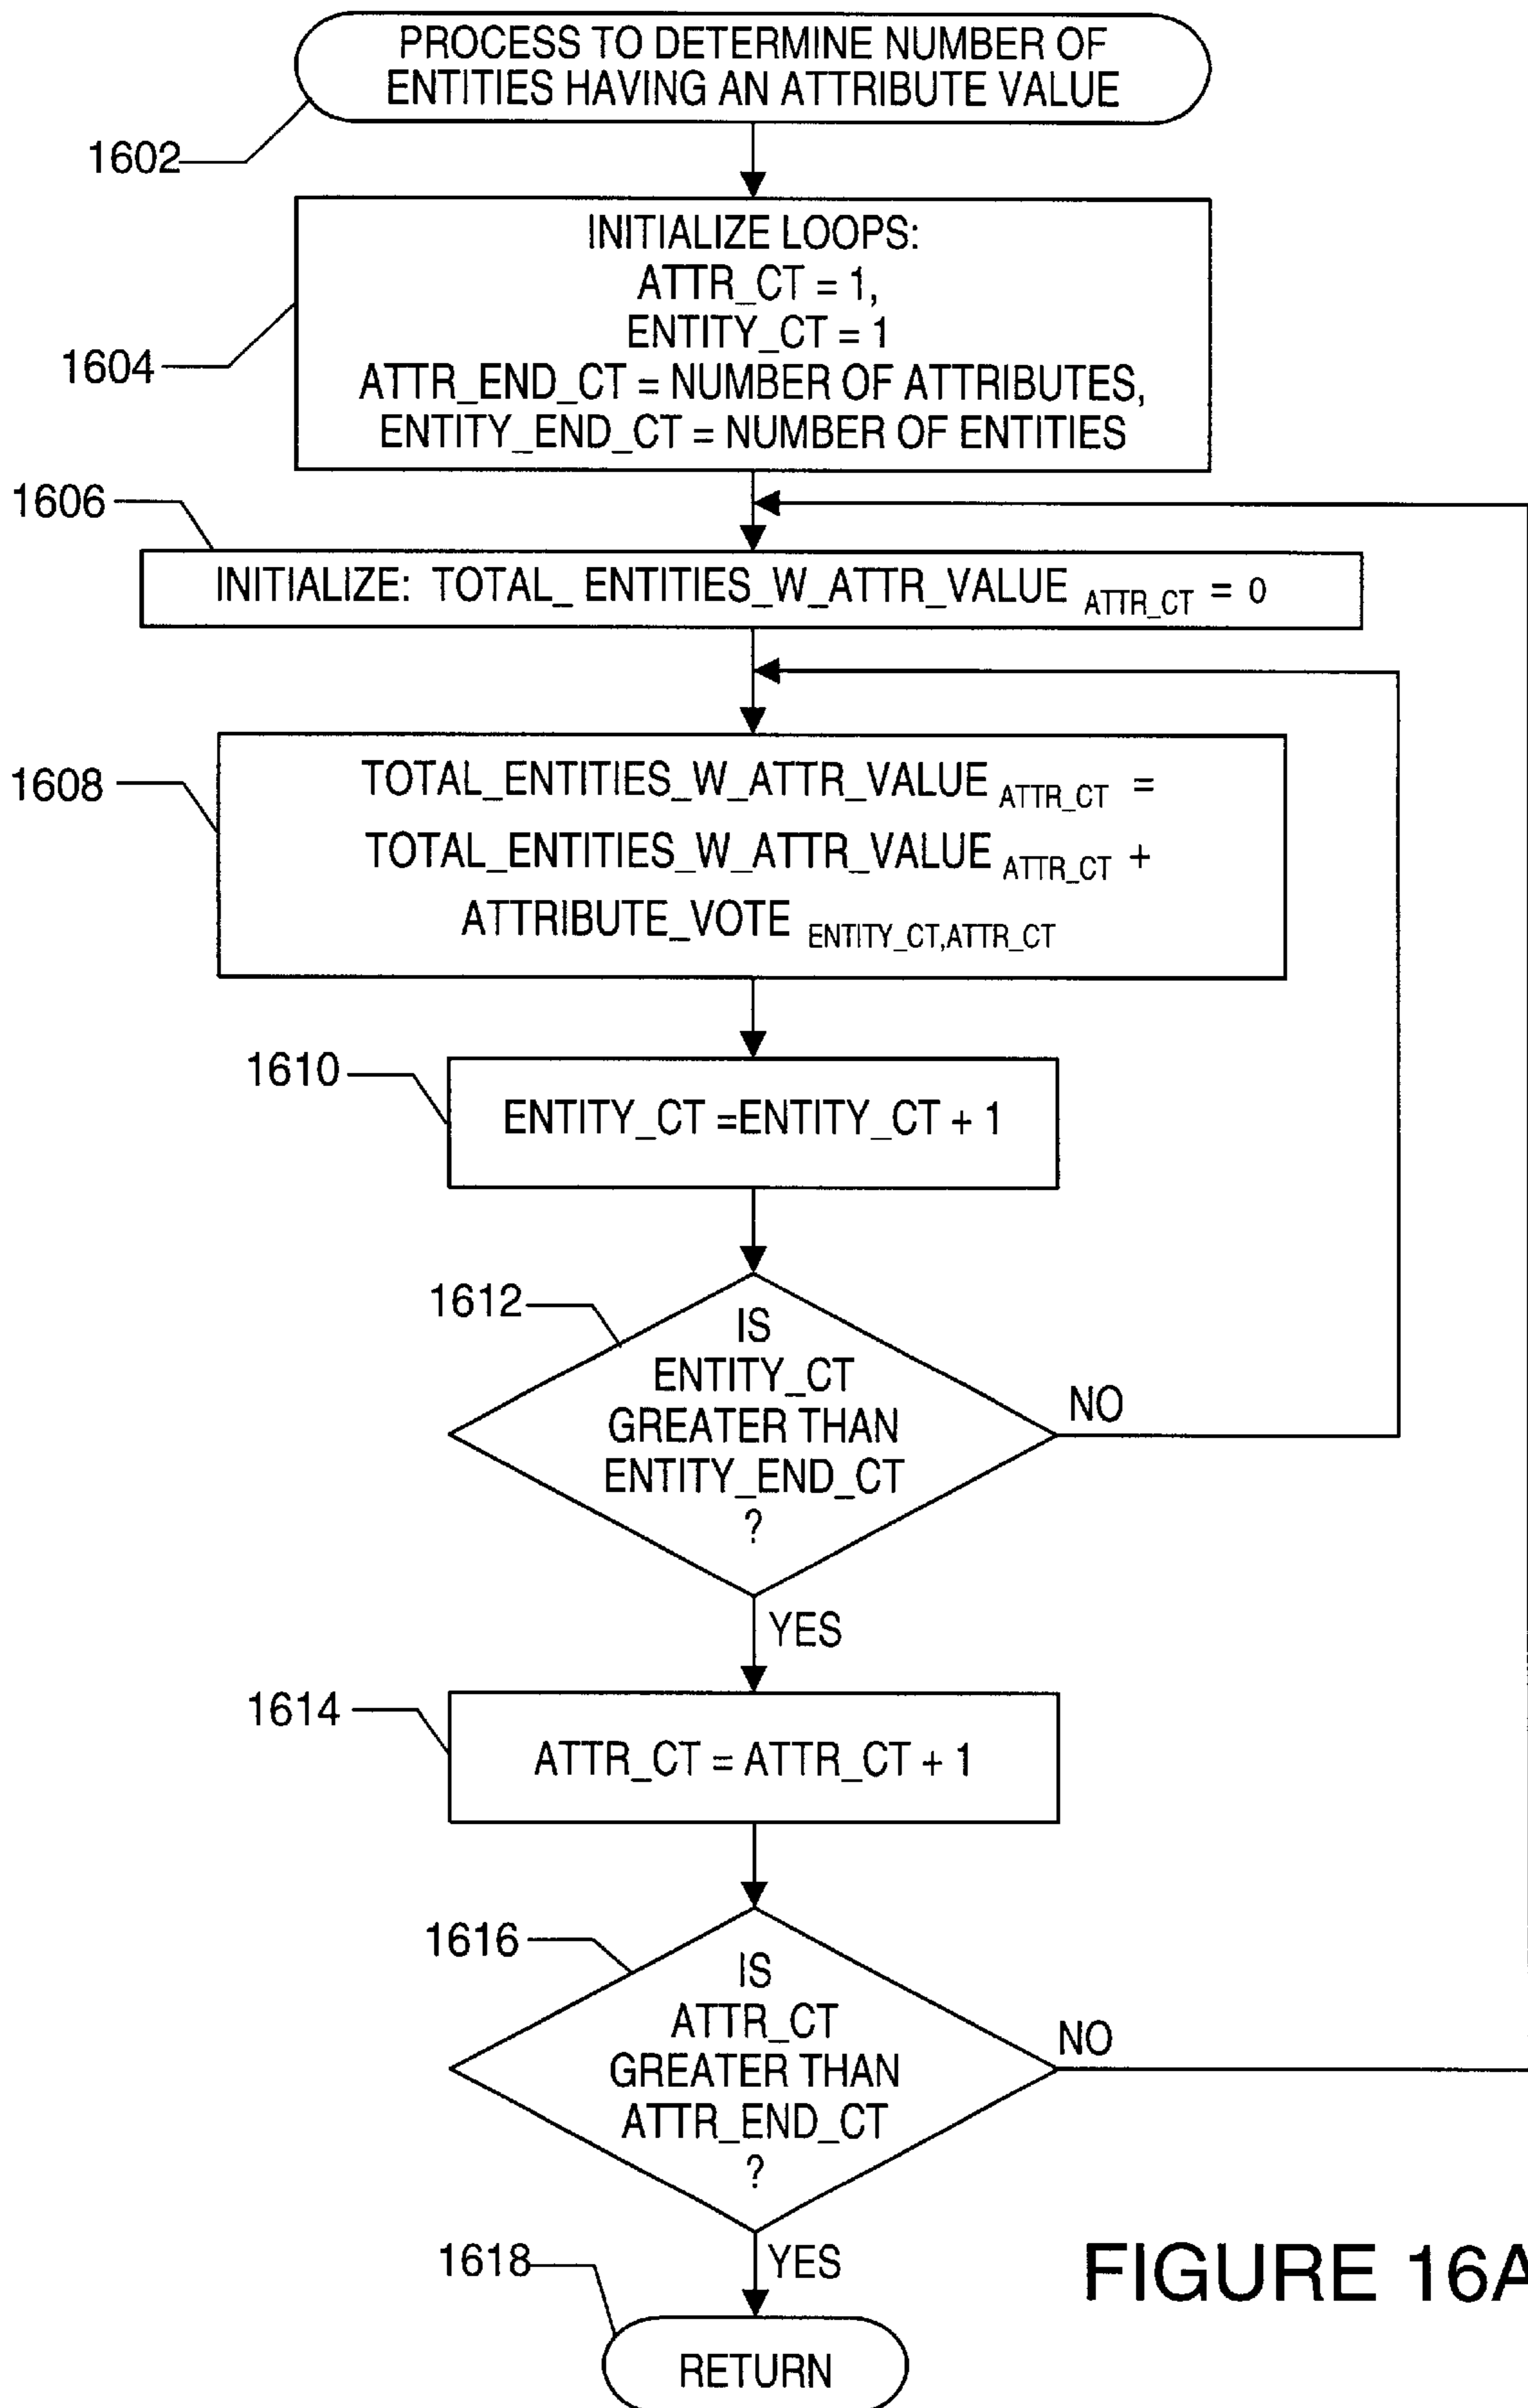 PROCESS TO DETERMINE NUMBER OF
ENTITIES HAVING AN ATTRIBUTE VALUE
1602
INITIALIZE LOOPS:
ATTR_CT = 1,
ENTITY_CT = 1
ATTR_END_CT = NUMBER OF ATTRIBUTES,
ENTITY_END_CT = NUMBER OF ENTITIES
1604
1606
INITIALIZE: TOTAL_ ENTITIES_W_ATTR_VALUE ATTR_CT = 0
1608
TOTAL_ENTITIES_W_ATTR_VALUE ATTR_CT =
TOTAL_ENTITIES_W_ATTR_VALUE ATTR_CT +
ATTRIBUTE_VOTE ENTITY_CT,ATTR_CT
1610
ENTITY_CT =ENTITY_CT + 1
1612
IS
ENTITY_CT
GREATER THAN
ENTITY_END_CT
?
NO
YES
1614
ATTR_CT = ATTR_CT + 1
1616
IS
ATTR_CT
GREATER THAN
ATTR_END_CT
?
NO
YES
1618
RETURN
FIGURE 16A